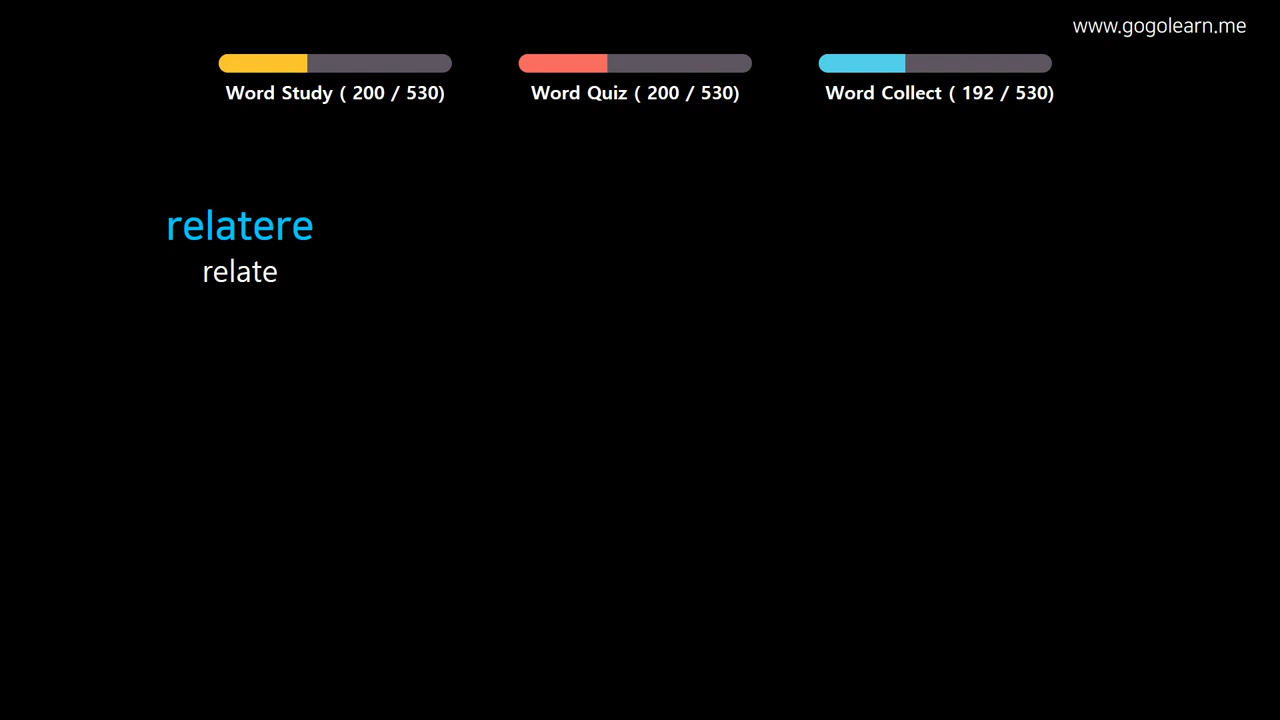 www.gogolearn.me
Word Study ( 200 / 530)
Word Quiz ( 200 / 530)
Word Collect ( 192 / 530)
relatere
relate